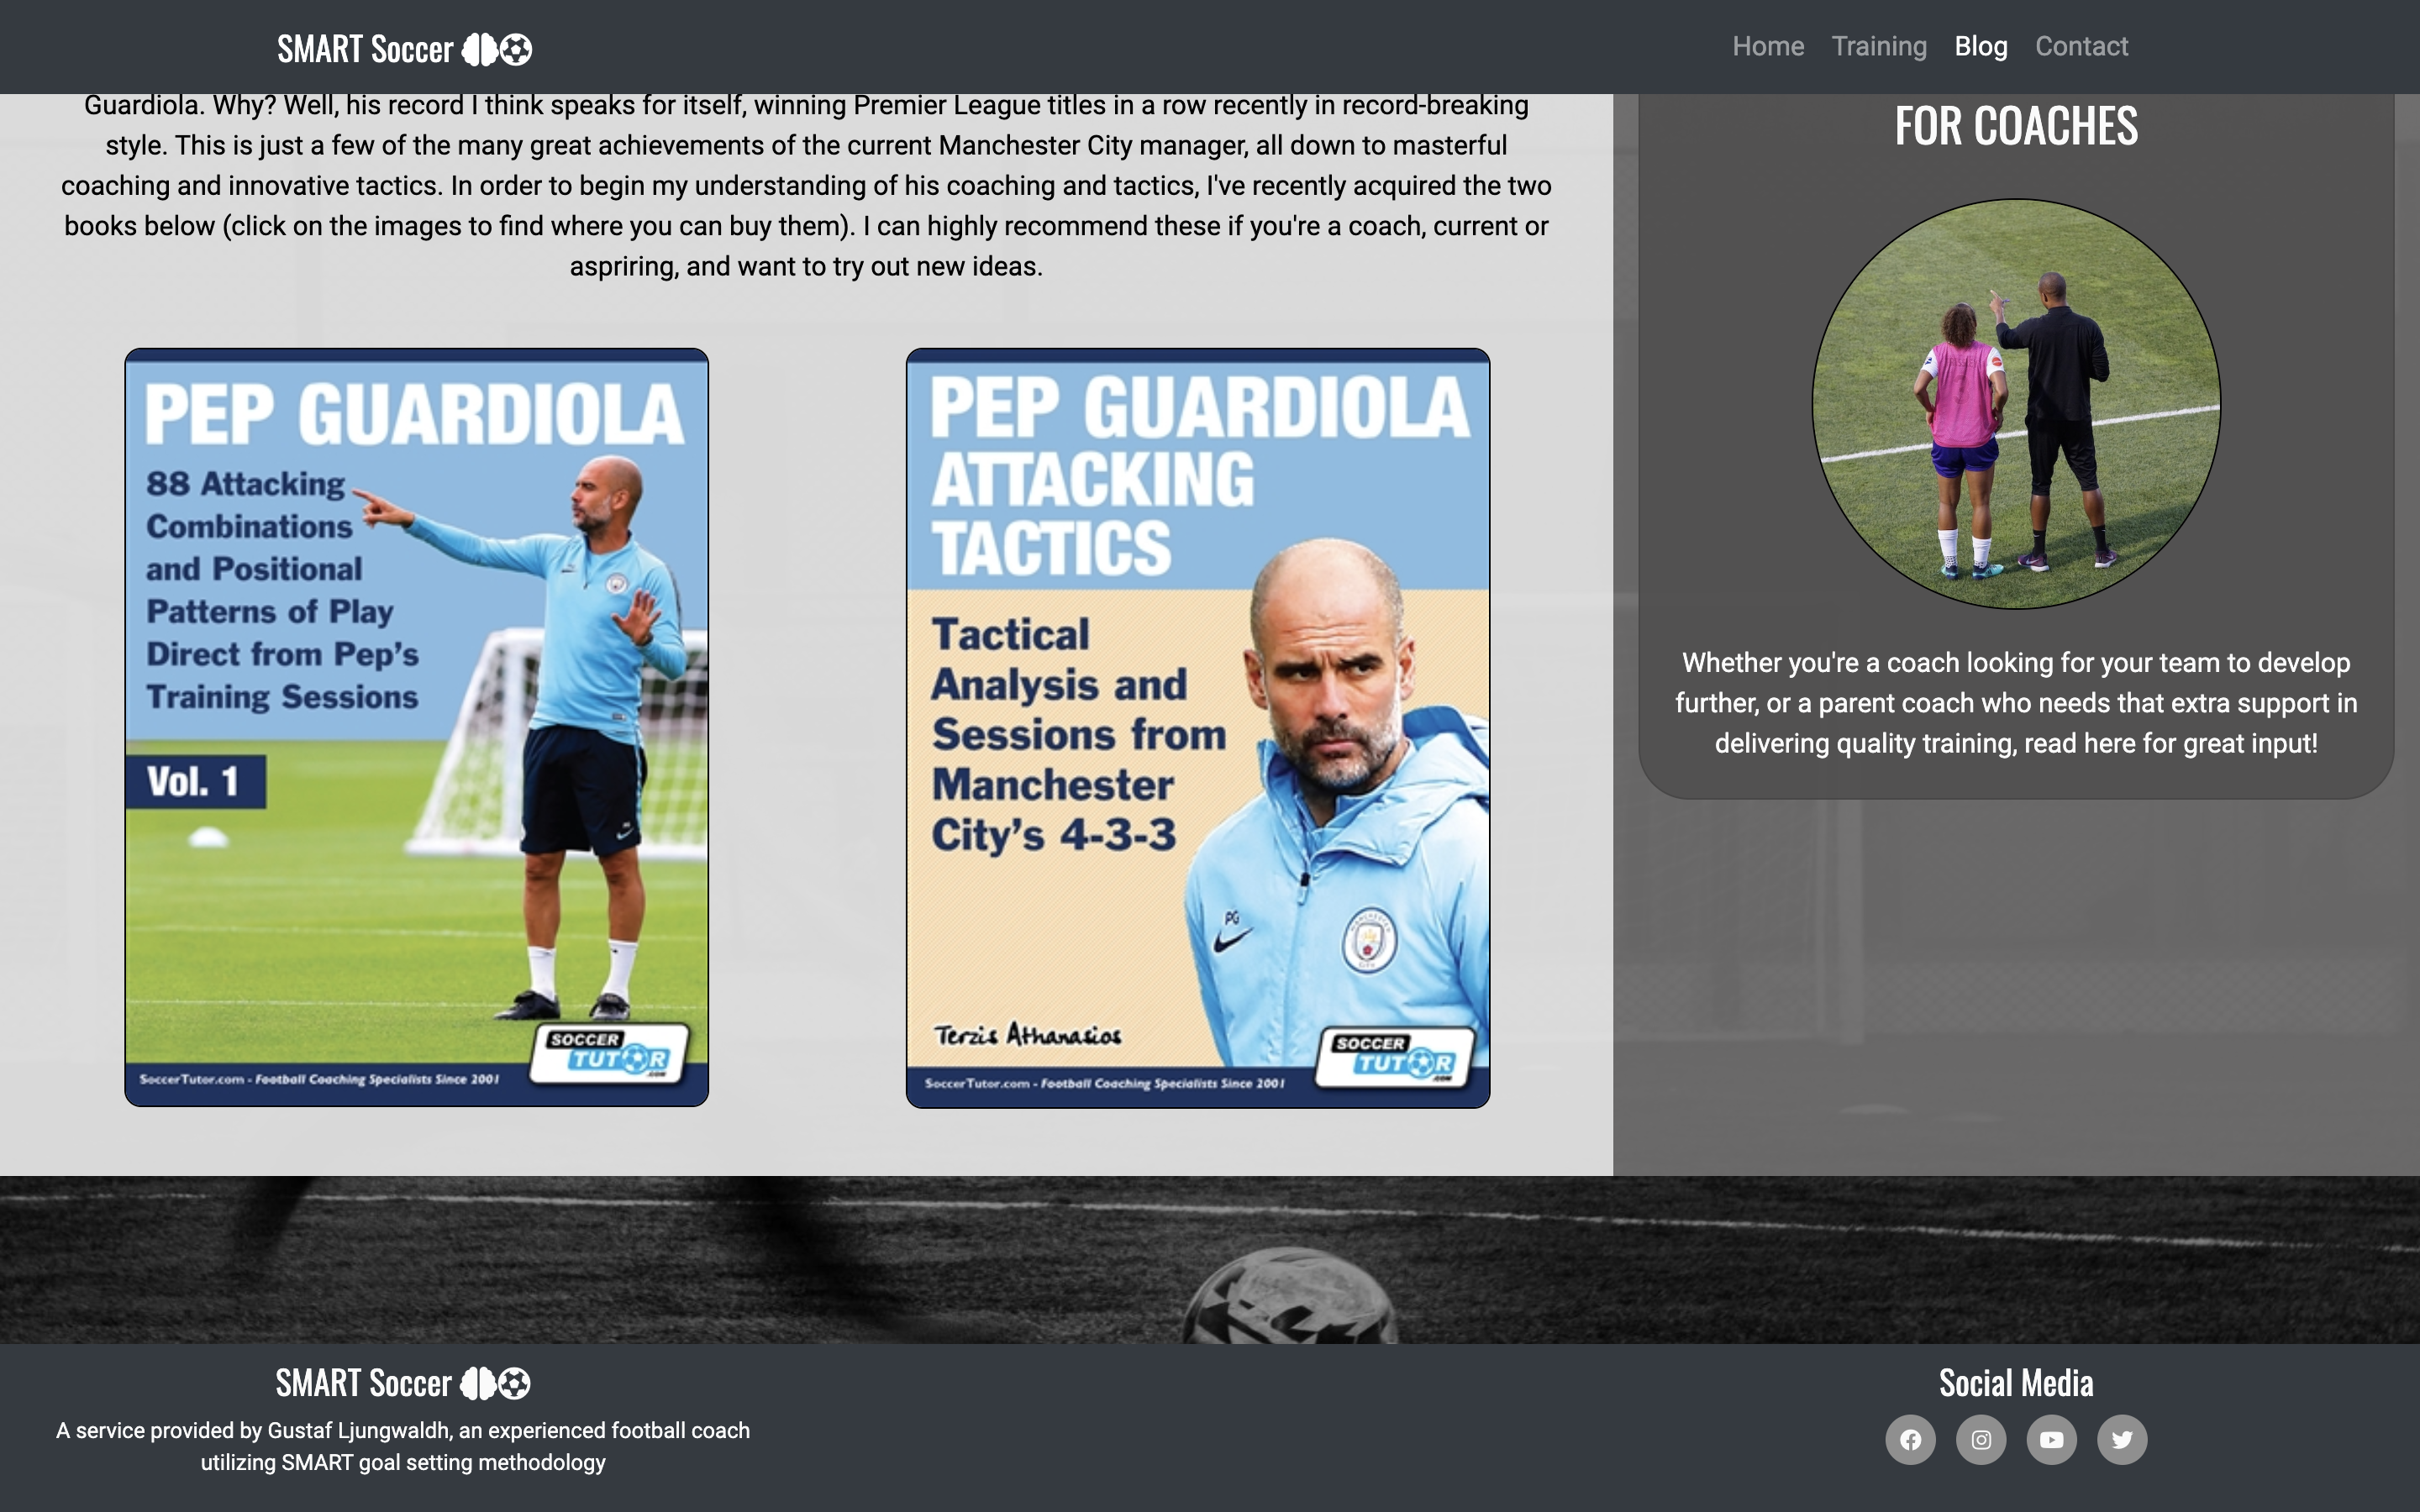 SMART Soccer
Home Training Blog Contact
Guardiola. Why? Well, his record I think speaks for itself, winning Premier League titles in a row recently in record-breaking
style. This is just a few of the many great achievements of the current Manchester City manager, all down to masterful
coaching and innovative tactics. In order to begin my understanding of his coaching and tactics, I've recently acquired the two
books below (click on the images to find where you can buy them). I can highly recommend these if you're a coach, current or
aspriring, and want to try out new ideas.
PEP GUARDIOLA
88 Attacking
Combinations
and Positional
Patterns of Play
Direct from Pep's
Training Sessions
Vol. 1
SOCCER
TUTOR
.COM
SoccerTutor.com - Football Coaching Specialists Since 2001
PEP GUARDIOLA
ATTACKING
TACTICS
Tactical
Analysis and
Sessions from
Manchester
City's 4-3-3
PG
MANCHESTER
CITY
Terzis Athanasios
SOCCER
TUTOR
.COM
SoccerTutor.com - Football Coaching Specialists Since 2001
FOR COACHES
Whether you're a coach looking for your team to develop
further, or a parent coach who needs that extra support in
delivering quality training, read here for great input!
SMART Soccer
A service provided by Gustaf Ljungwaldh, an experienced football coach
utilizing SMART goal setting methodology
Social Media